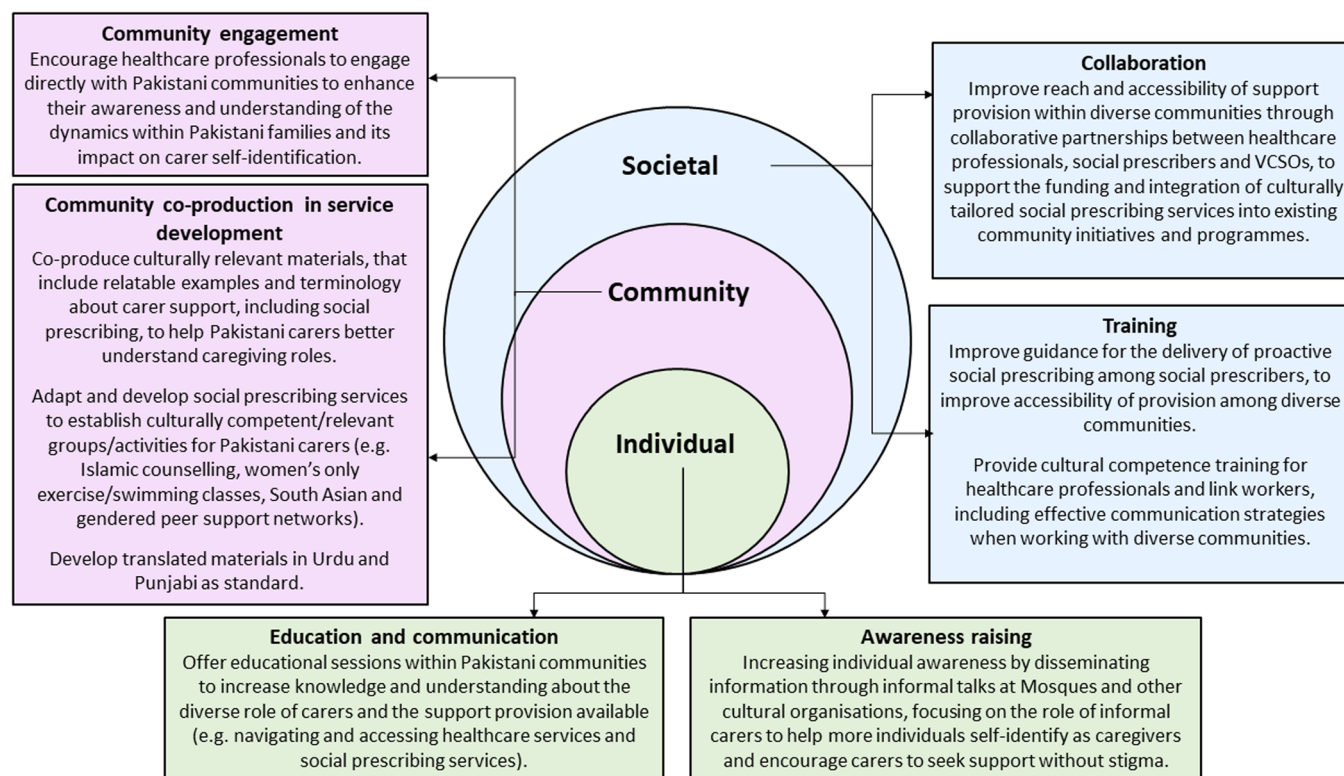 Community engagement
Encourage healthcare professionals to engage
directly with Pakistani communities to enhance
their awareness and understanding of the
dynamics within Pakistani families and its
impact on carer self-identification.
Community co-production in service
development
Co-produce culturally relevant materials, that
include relatable examples and terminology
about carer support, including social
prescribing, to help Pakistani carers better
understand caregiving roles.
Adapt and develop social prescribing services
to establish culturally competent/relevant
groups/activities for Pakistani carers (e.g.
Islamic counselling, women's only
exercise/swimming classes, South Asian and
gendered peer support networks).
Develop translated materials in Urdu and
Punjabi as standard.
Societal
Community
Individual
Collaboration
Improve reach and accessibility of support
provision within diverse communities through
collaborative partnerships between healthcare
professionals, social prescribers and VCSOs, to
support the funding and integration of culturally
tailored social prescribing services into existing
community initiatives and programmes.
Training
Improve guidance for the delivery of proactive
social prescribing among social prescribers, to
improve accessibility of provision among diverse
communities.
Provide cultural competence training for
healthcare professionals and link workers,
including effective communication strategies
when working with diverse communities.
Education and communication
Offer educational sessions within Pakistani communities
to increase knowledge and understanding about the
diverse role of carers and the support provision available
(e.g. navigating and accessing healthcare services and
social prescribing services).
Awareness raising
Increasing individual awareness by disseminating
information through informal talks at Mosques and other
cultural organisations, focusing on the role of informal
carers to help more individuals self-identify as caregivers
and encourage carers to seek support without stigma.